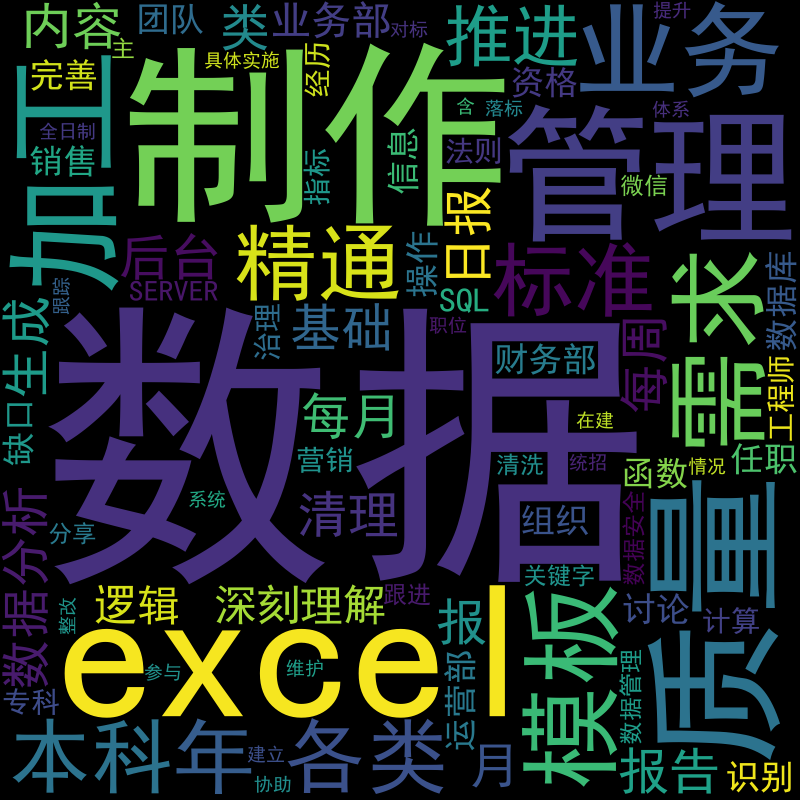 团队
类
业务部
对标
提升
内容
主
推进
业务
完善
具体实施
经历
制作
资格
含
落标
体系
全日制
加工
销售
指标
信息
法则
管理
微信
日报
后台
精通
操作
标准
需求
数据库
SERVER
SQL
跟踪
生成
治理
基础
职位
每周
数据
财务部
工程师
缺口
每月
在建
任职
营销
清洗
统招
函数
情况
系统
数据分析
清理
组织
数据安全
质量
分享
关键字
逻辑
深刻理解
跟进
整改
excel
报
模板
讨论
计算
专科
参与
维护
运营部
数据管理
本科
年
各类
月
建立
协助
报告
识别